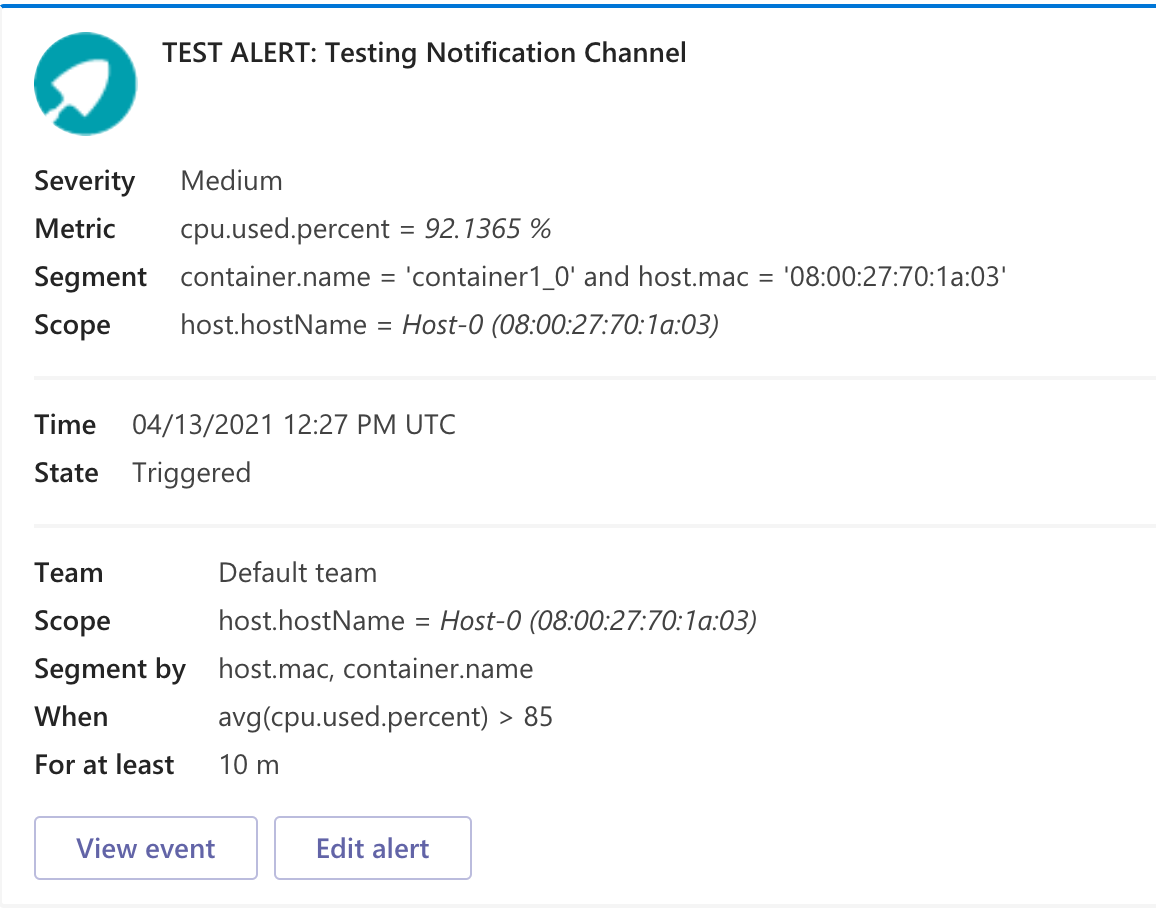 TEST ALERT: Testing Notification Channel
Severity Medium
Metric cpu.used.percent = 92.1365 %
Segment container.name = 'container1_0' and host.mac = '08:00:27:70:1a:03'
Scope host.hostName = Host-0 (08:00:27:70:1a:03)
Time 04/13/2021 12:27 PM UTC
State Triggered
Team Default team
Scope host.hostName = Host-0 (08:00:27:70:1a:03)
Segment by host.mac, container.name
When avg(cpu.used.percent) > 85
For at least 10 m
View event Edit alert